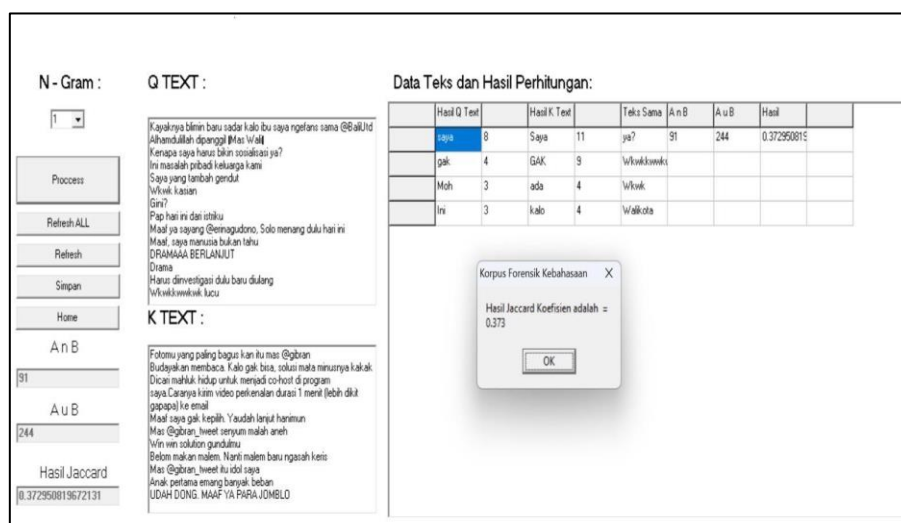 N - Gram :
1
Proccess
Refresh ALL
Refresh
Simpan
Home
A n B
91
A u B
244
Hasil Jaccard
0.372950819672131
Q TEXT :
Kayaknya blimin baru sadar kalo ibu saya ngefans sama @BaliUtd
Alhamdulillah dipanggil Mas Wali
Kenapa saya harus bikin sosialisasi ya?
Ini masalah pribadi keluarga kami
Saya yang tambah gendut
Wkwk kasian
Gini?
Pap hari ini dari istriku
Maaf ya sayang @erinagudono, Solo menang dulu hari ini
Maaf, saya manusia bukan tahu
DRAMAAA BERLANJUT
Drama
Harus diinvestigasi dulu baru diulang
Wkwkkwwkwk lucu
K TEXT :
Fotomu yang paling bagus kan itu mas @gibran
Budayakan membaca. Kalo gak bisa, solusi mata minusnya kakak
Dicari mahluk hidup untuk menjadi co-host di program
saya.Caranya kirim video perkenalan durasi 1 menit (lebih dikit
gapapa) ke email
Maaf saya gak kepilih. Yaudah lanjut hanimun
Mas @gibran_tweet senyum malah aneh
Win win solution gundulmu
Belom makan malem. Nanti malem baru ngasah keris
Mas @gibran_tweet itu idol saya
Anak pertama emang banyak beban
UDAH DONG. MAAF YA PARA JOMBLO
Data Teks dan Hasil Perhitungan:
Hasil Q Text Hasil K Text Teks Sama A n B A u B Hasil
saya 8 Saya 11 ya? 91 244 0.372950819
gak 4 GAK 9 Wkwkkwwkw
Moh 3 ada 4 Wkwk
Ini 3 kalo 4 Walikota
Korpus Forensik Kebahasaan X
Hasil Jaccard Koefisien adalah =
0.373
OK